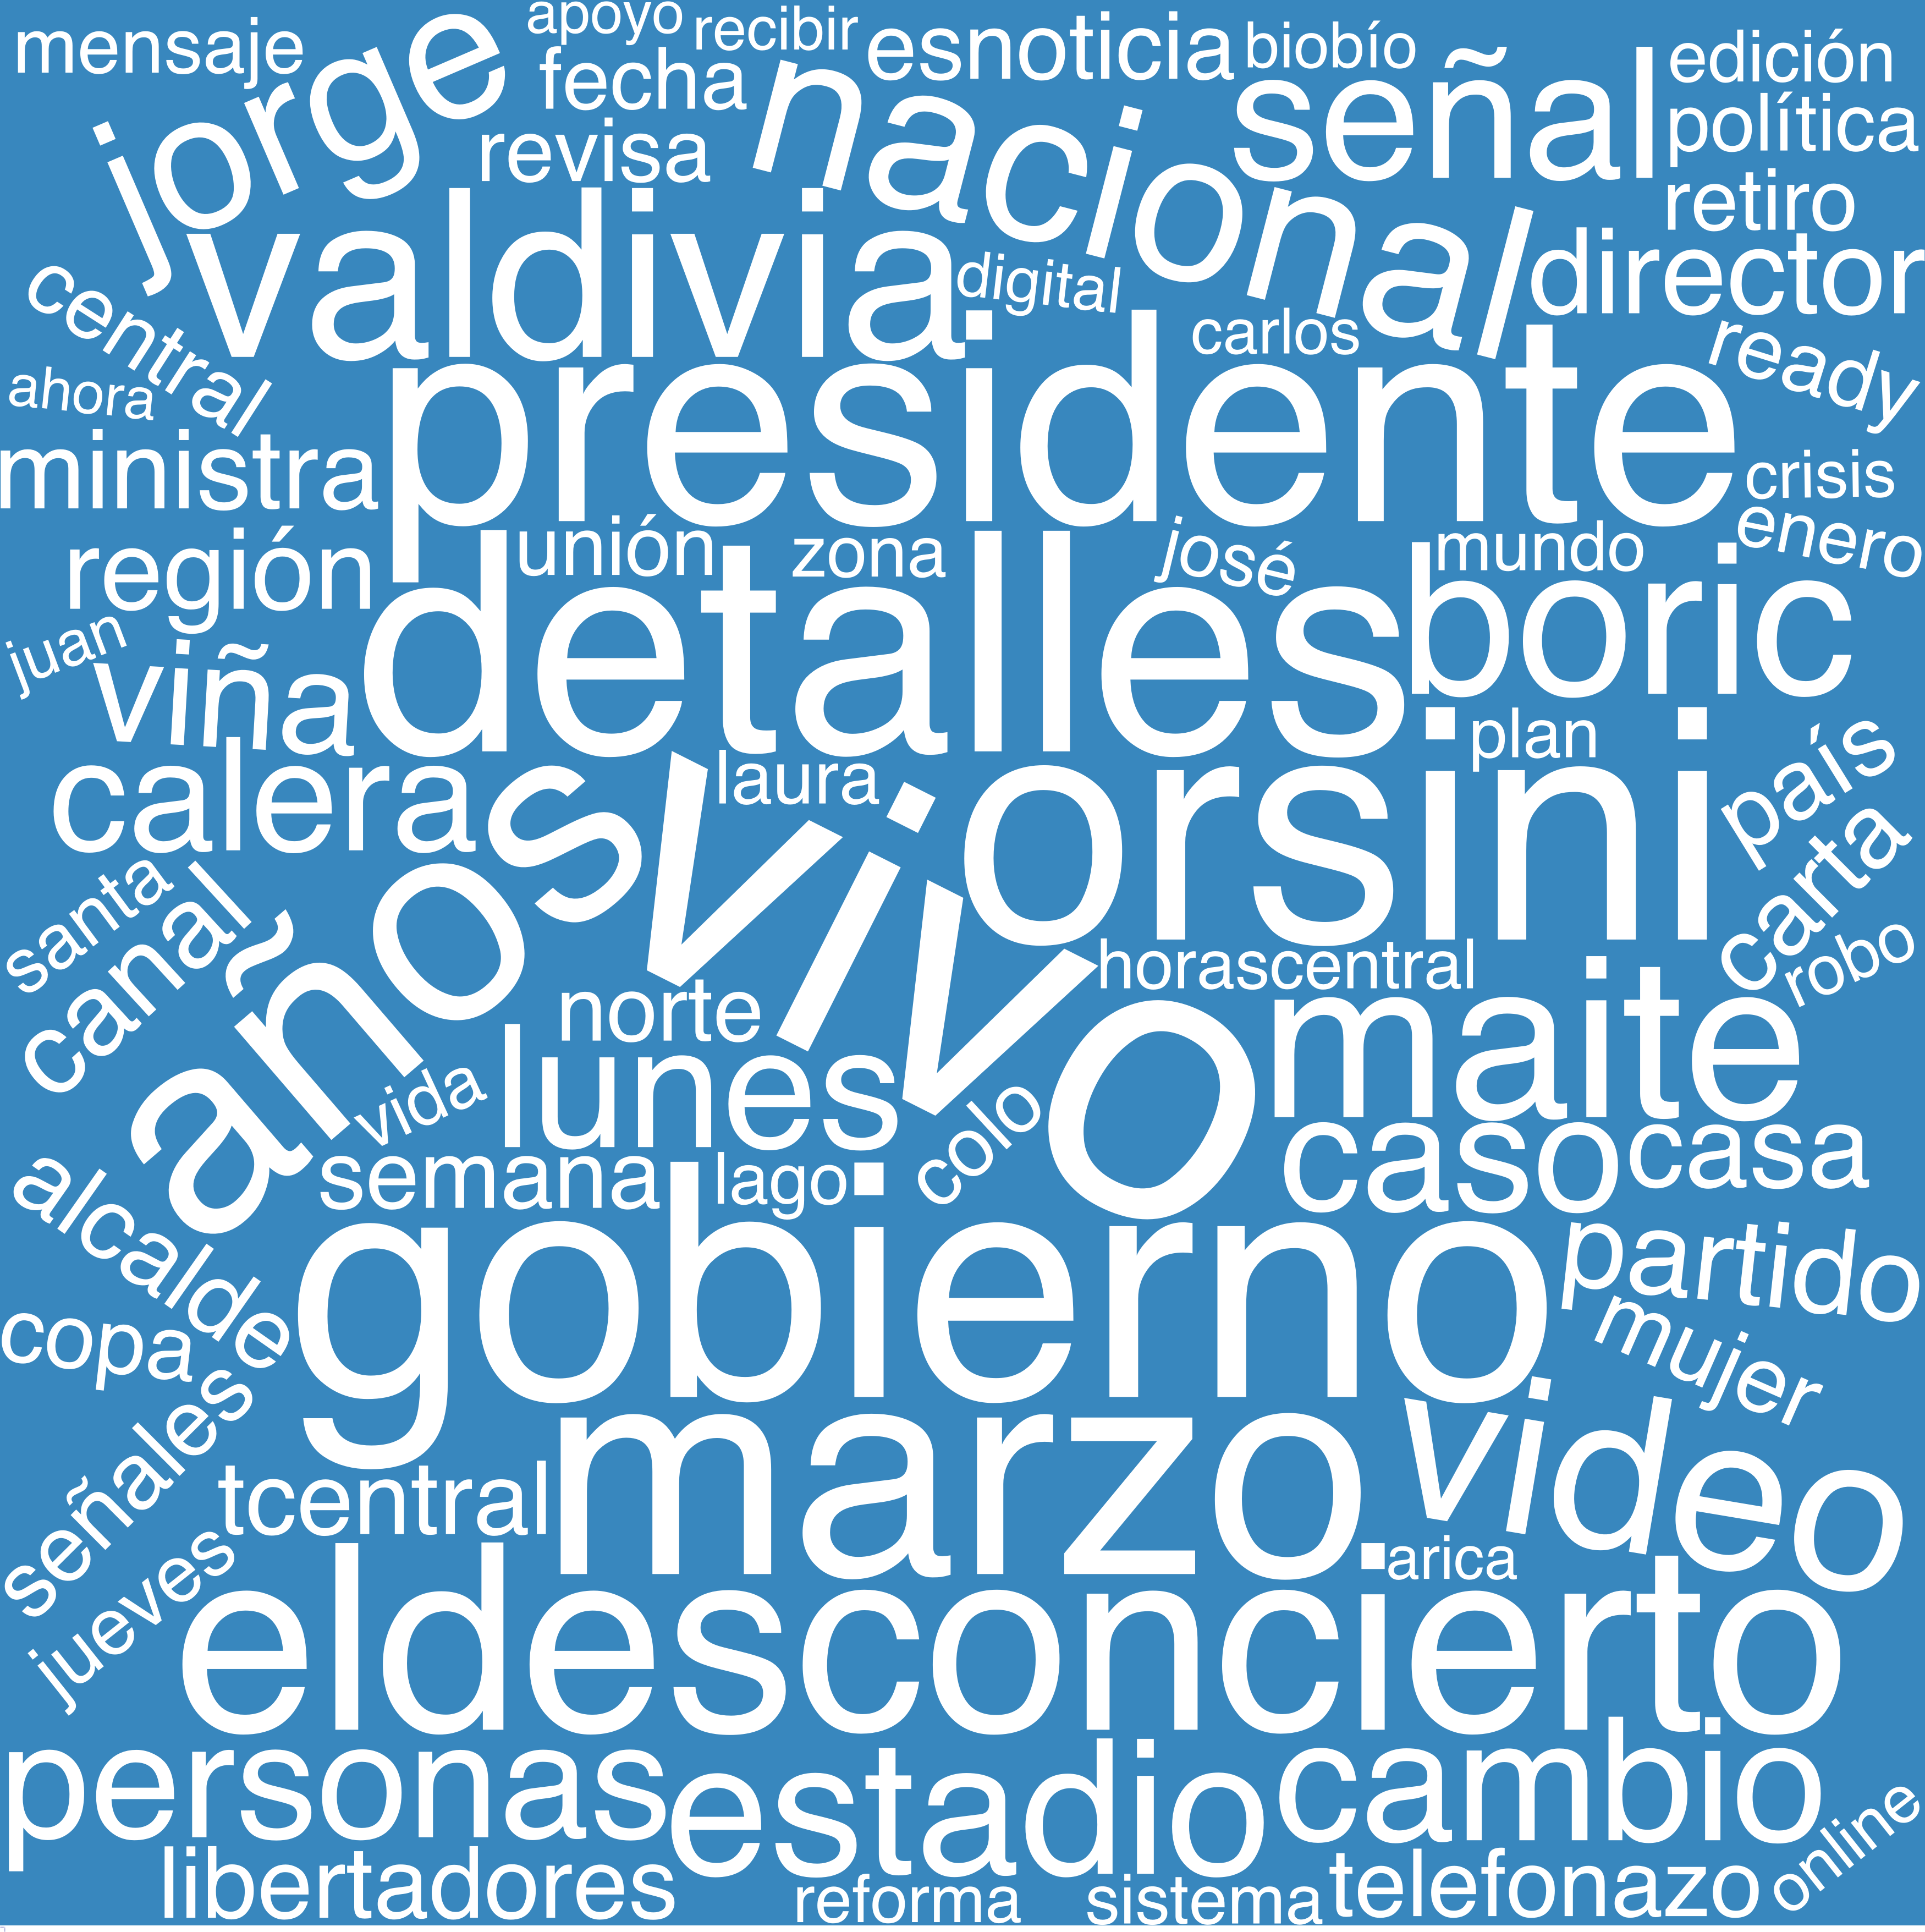 mensaje
jorge
apoyo
recibir
esnoticia
biobío
edición
fecha
nacional
señal
política
revisa
retiro
valdivia
digital
director
central
carlos
ready
ahora
presidente
ministra
crisis
región
unión
zona
josé
mundo
enero
juan
viña
detalles
boric
plan
país
calera
laura
orsini
carta
santa
canal
años
vivo
horascentral
robo
norte
maite
vida
lunes
colo
caso
casa
semana
lago
alcalde
gobierno
partido
copa
mujer
señallese
marzo
video
tcentral
arica
jueves
eldesconcierto
personas
estadio
cambio
online
libertadores
reforma
sistema
telefonazo